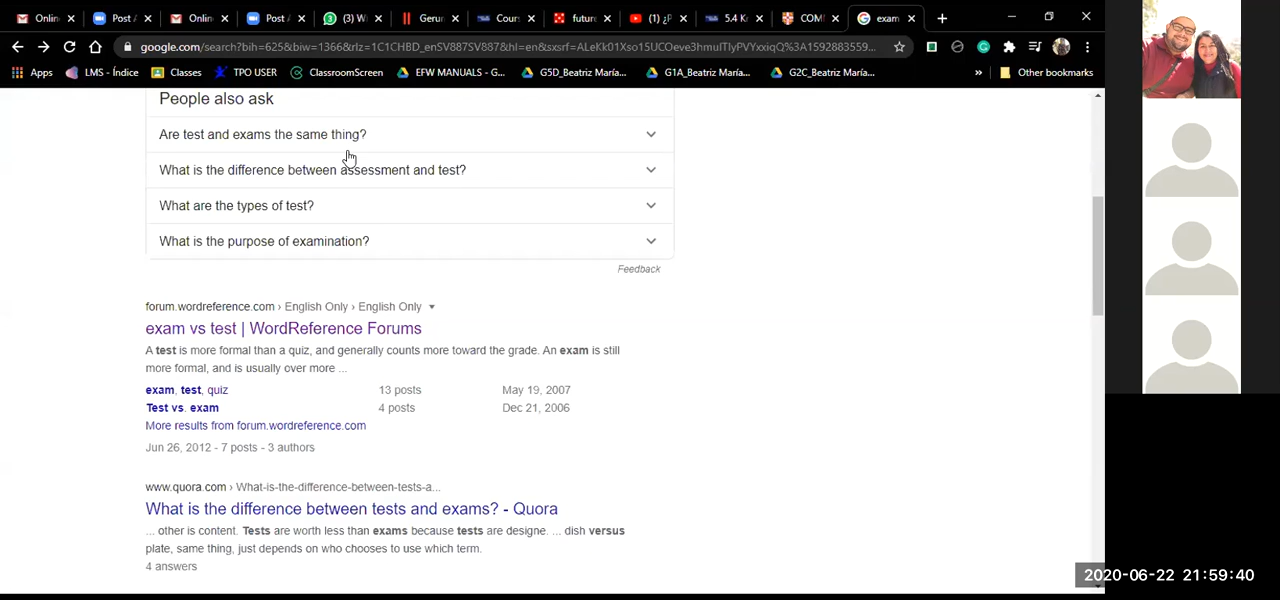 Onlin
Post A
Onlin
Post A
(3) W
Gerur
Cours
future
(1) ¿P
5.4 K
COM
exam
google.com/search?bih=625&biw=1366&rlz=1C1CHBD_enSV887SV887&hl=en&sxsrf=ALeKk01Xso15UCOeve3hmuITlyPVYxxiqQ%3A1592883559...
Apps
LMS - Índice
Classes
TPO USER
ClassroomScreen
EFW MANUALS - G...
G5D_Beatriz María...
G1A_Beatriz María...
G2C_Beatriz María...
»
Other bookmarks
People also ask
Are test and exams the same thing?
What is the difference between assessment and test?
What are the types of test?
What is the purpose of examination?
Feedback
forum.wordreference.com › English Only › English Only
exam vs test | WordReference Forums
A test is more formal than a quiz, and generally counts more toward the grade. An exam is still
more formal, and is usually over more ...
exam, test, quiz 13 posts May 19, 2007
Test vs. exam 4 posts Dec 21, 2006
More results from forum.wordreference.com
Jun 26, 2012 - 7 posts - 3 authors
www.quora.com › What-is-the-difference-between-tests-a...
What is the difference between tests and exams? - Quora
... other is content. Tests are worth less than exams because tests are designe. ... dish versus
plate, same thing, just depends on who chooses to use which term.
4 answers
2020-06-22 21:59:40